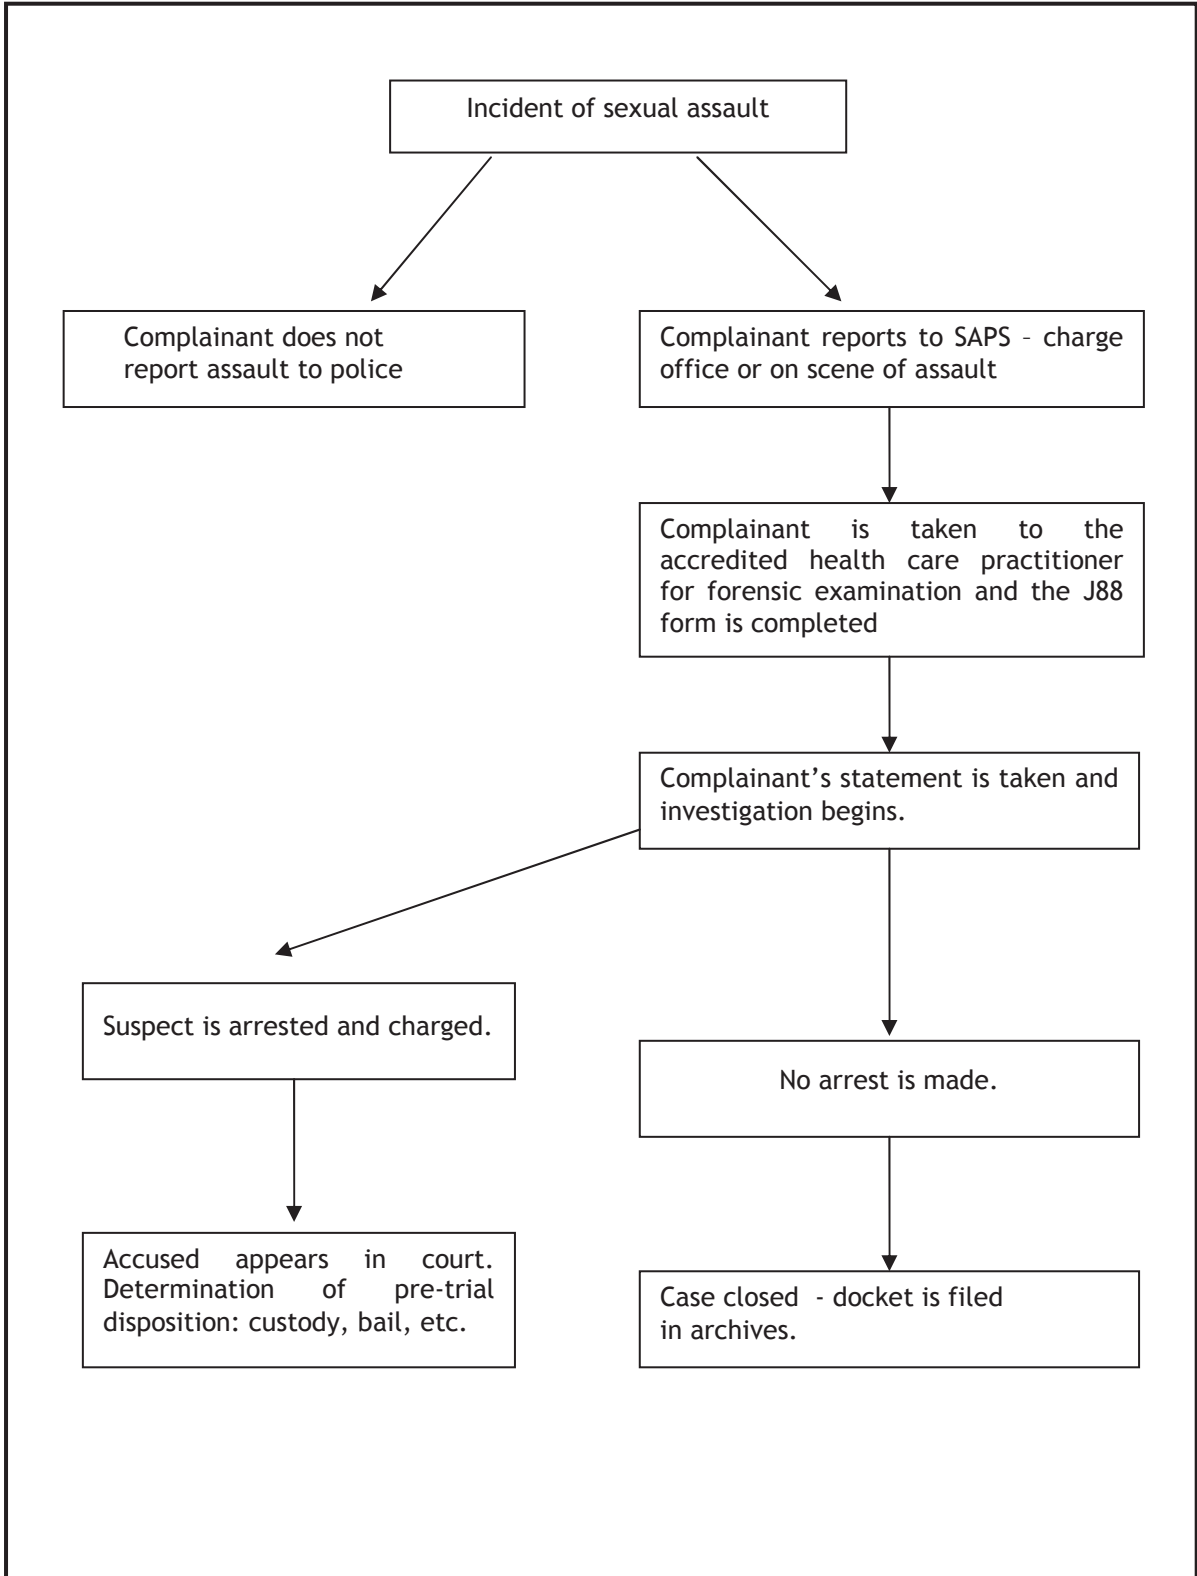 Incident of sexual assault
Complainant does not
report assault to police
Complainant reports to SAPS – charge
office or on scene of assault
Complainant is taken to the
accredited health care practitioner
for forensic examination and the J88
form is completed
Complainant’s statement is taken and
investigation begins.
Suspect is arrested and charged.
No arrest is made.
Accused appears in court.
Determination of pre-trial
disposition: custody, bail, etc.
Case closed - docket is filed
in archives.